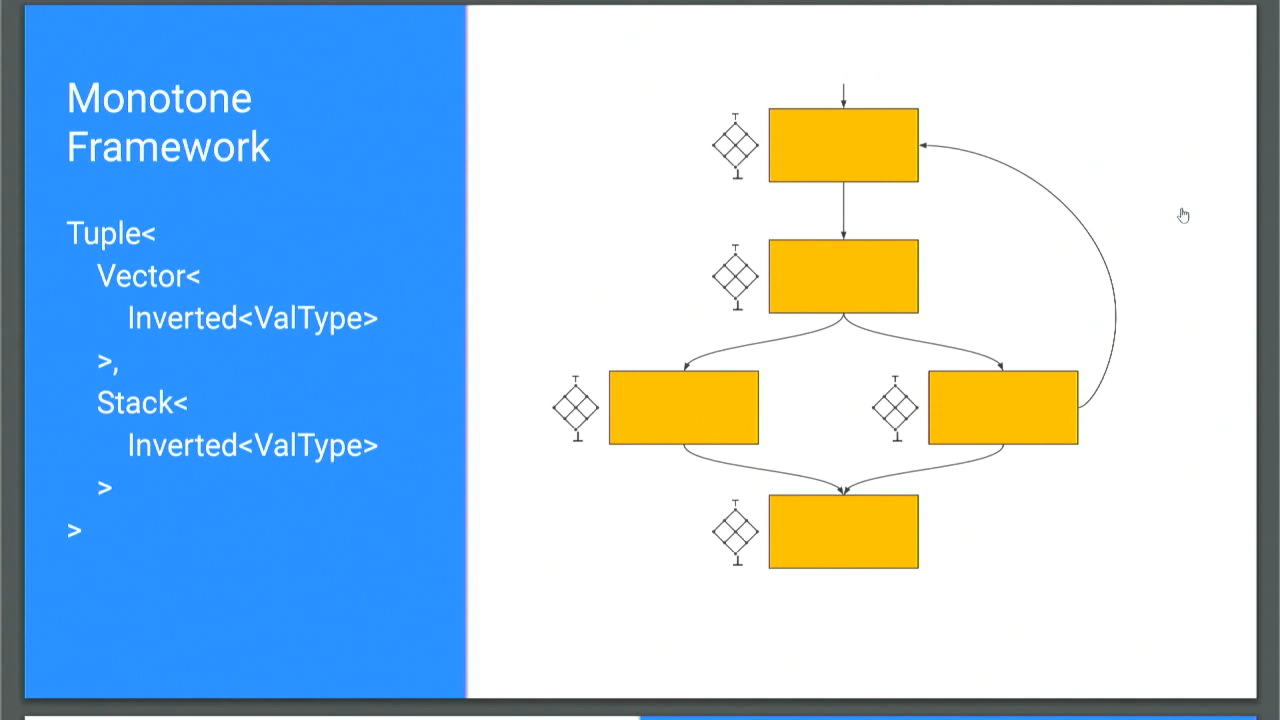 Monotone
Framework
Tuple<
Vector<
Inverted<ValType>
>,
Stack<
Inverted<ValType>
>
>
⊤
⊥
⊤
⊥
⊤
⊥
⊤
⊥
⊤
⊥